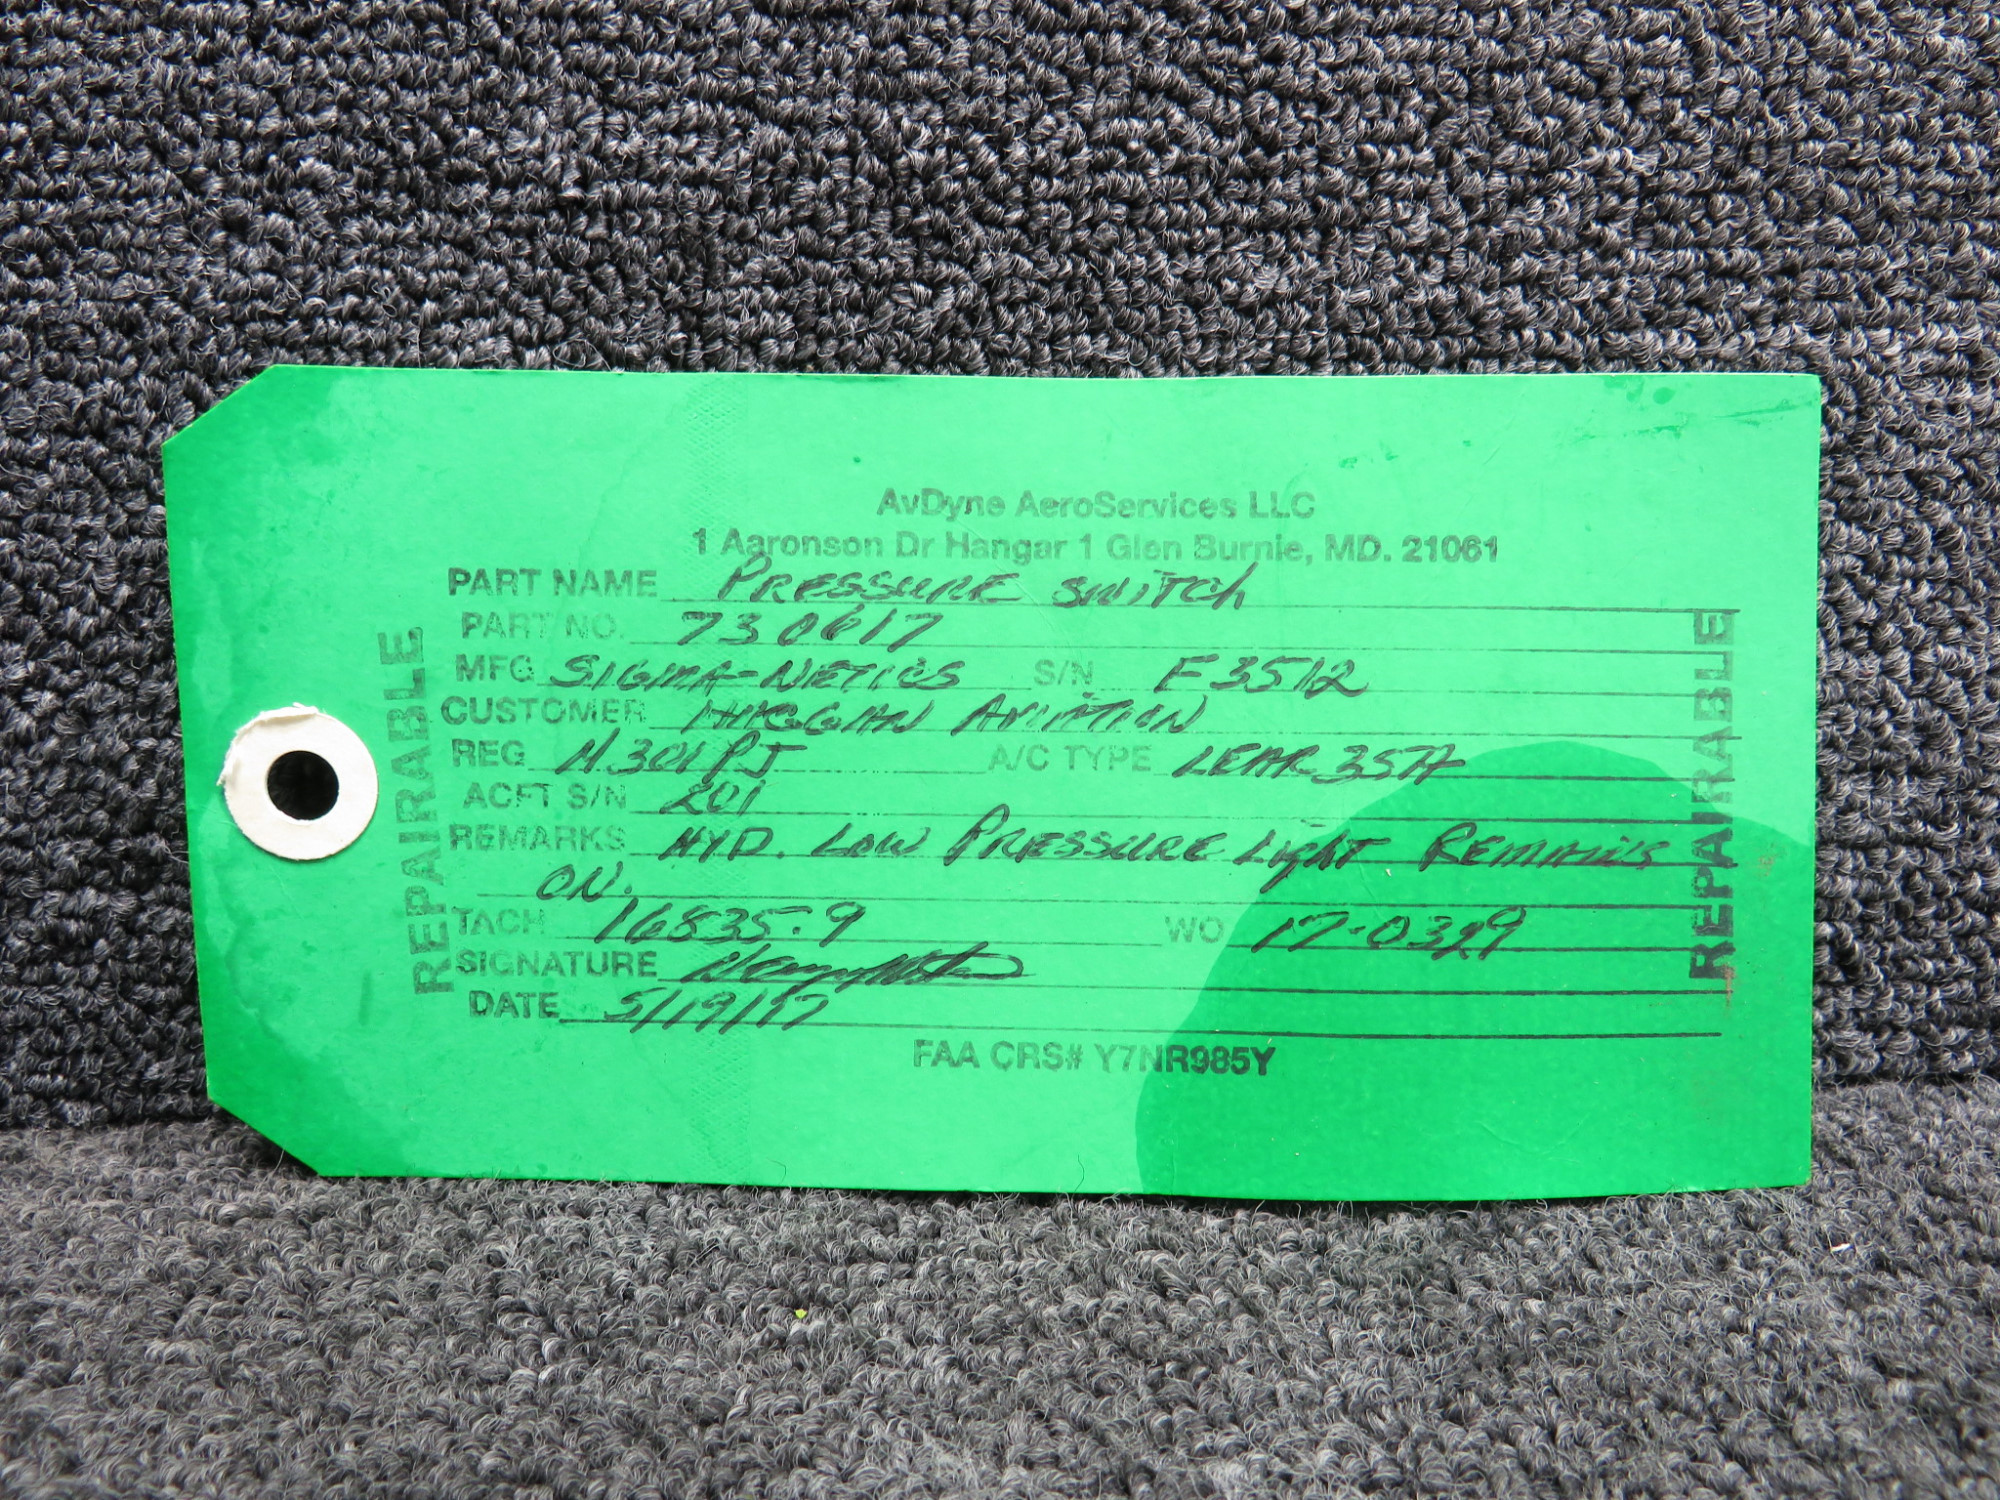 AvDyne AeroServices LLC
1 Aaronson Dr Hangar 1 Glen Burnie, MD. 21061
PART NAME PRESSURE SWITCH
PART NO. 730617
MFG SIGMA-NETICS S/N E3512
CUSTOMER AVIATION
REG N301PJ A/C TYPE LEAR 35A
ACFT S/N 201
REMARKS HYD. LOW PRESSURE LIGHT REMAINS
ON.
TACH 16835.9 WO 17-0329
SIGNATURE
DATE 5/19/17
FAA CRS# Y7NR985Y
REPAIRABLE
REPAIRABLE